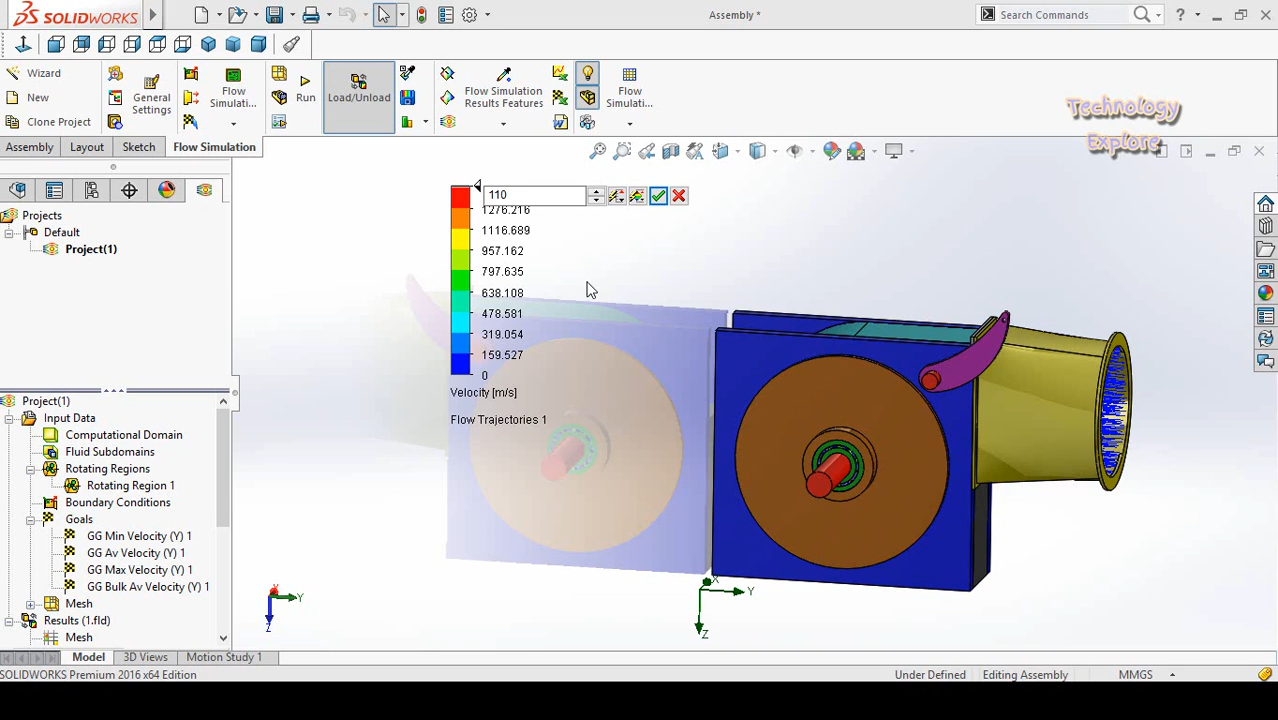 SOLIDWORKS
Assembly *
Search Commands
?
Wizard
New
Clone Project
General
Settings
Flow
Simulati...
Run
Load/Unload
Flow Simulation
Results Features
Flow
Simulati...
Technology
Explore
Assembly
Layout
Sketch
Flow Simulation
Projects
Default
Project(1)
110
1276.216
1116.689
957.162
797.635
638.108
478.581
319.054
159.527
0
Velocity [m/s]
Flow Trajectories 1
Project(1)
Input Data
Computational Domain
Fluid Subdomains
Rotating Regions
Rotating Region 1
Boundary Conditions
Goals
GG Min Velocity (Y) 1
GG Av Velocity (Y) 1
GG Max Velocity (Y) 1
GG Bulk Av Velocity (Y) 1
Mesh
Results (1.fld)
Mesh
Y
Z
X
Y
Z
Model
3D Views
Motion Study 1
SOLIDWORKS Premium 2016 x64 Edition
Under Defined
Editing Assembly
MMGS